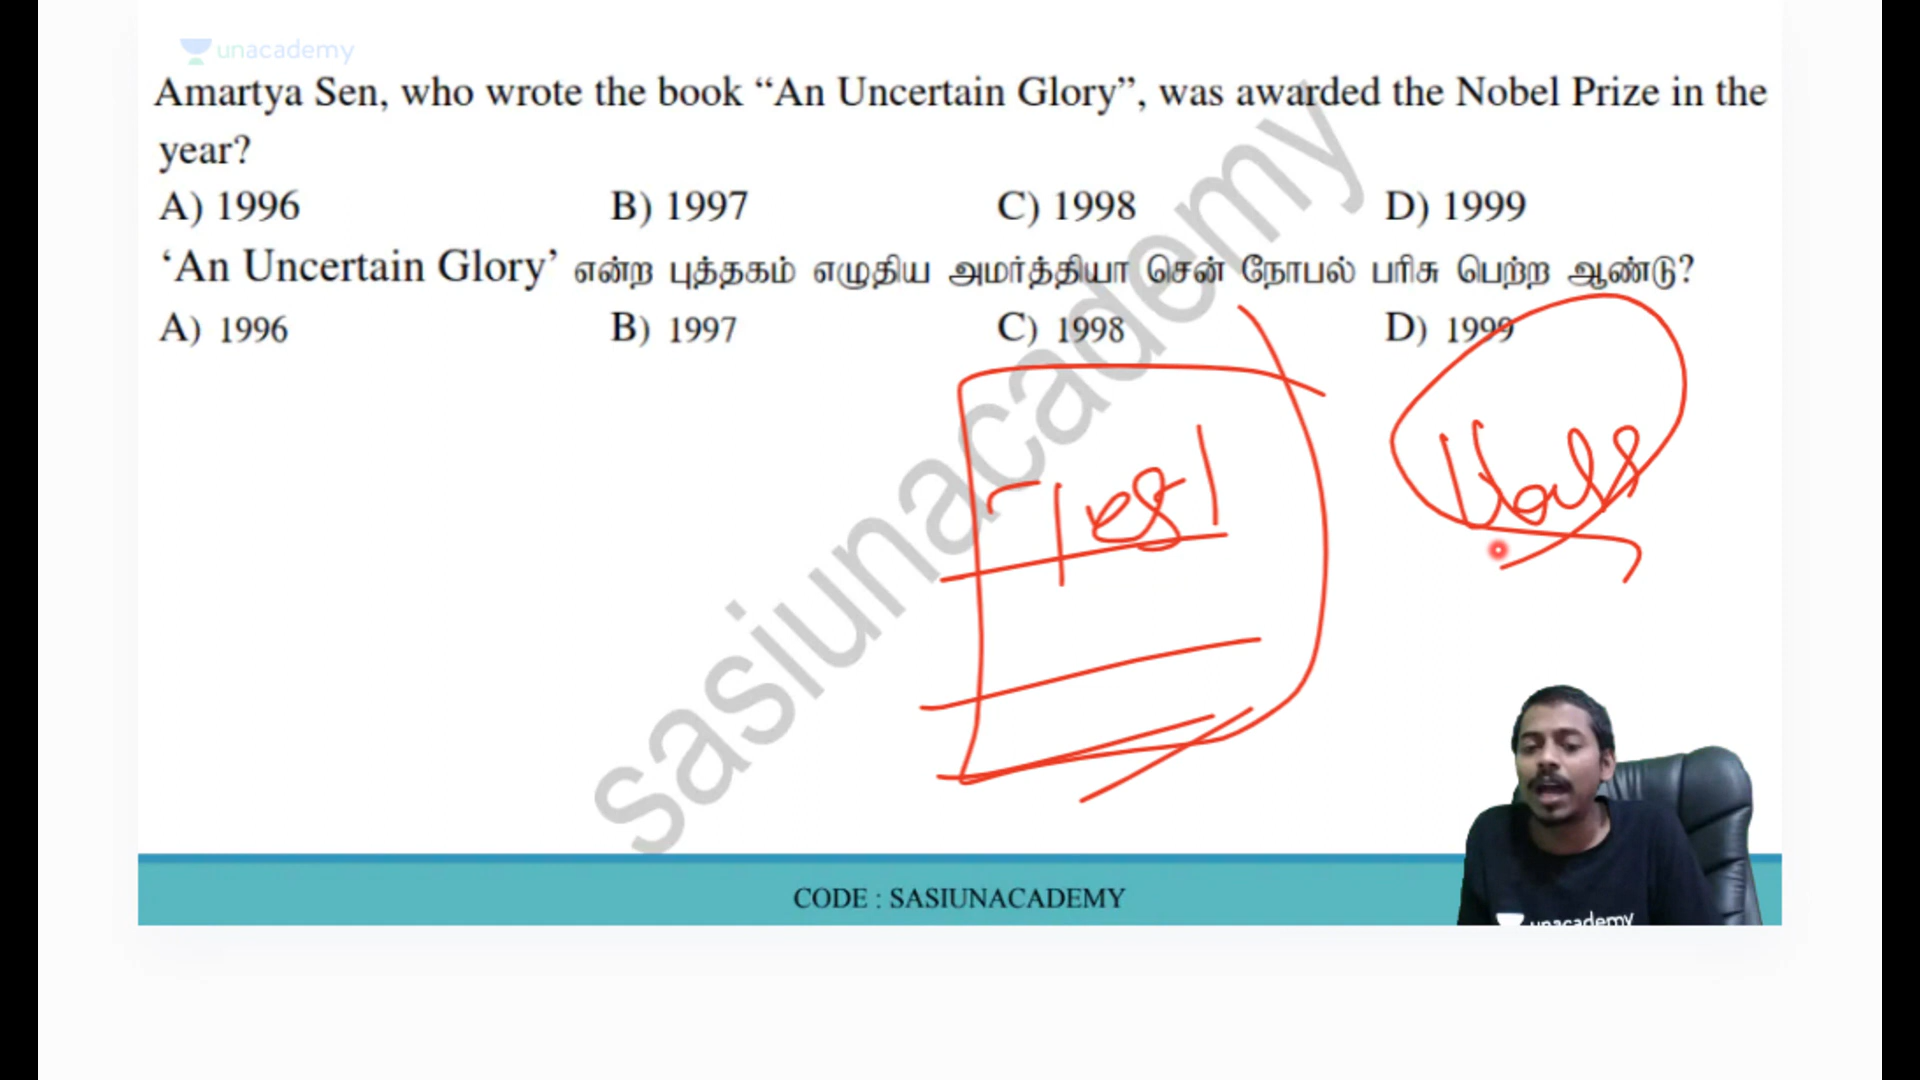 unacademy
Amartya Sen, who wrote the book “An Uncertain Glory”, was awarded the Nobel Prize in the
year?
A) 1996 B) 1997 C) 1998 D) 1999
‘An Uncertain Glory’ என்ற புத்தகம் எழுதிய அமர்த்தியா சென் நோபல் பரிசு பெற்ற ஆண்டு?
A) 1996 B) 1997 C) 1998 D) 1999
sasiunacademy
CODE : SASIUNACADEMY
unacademy